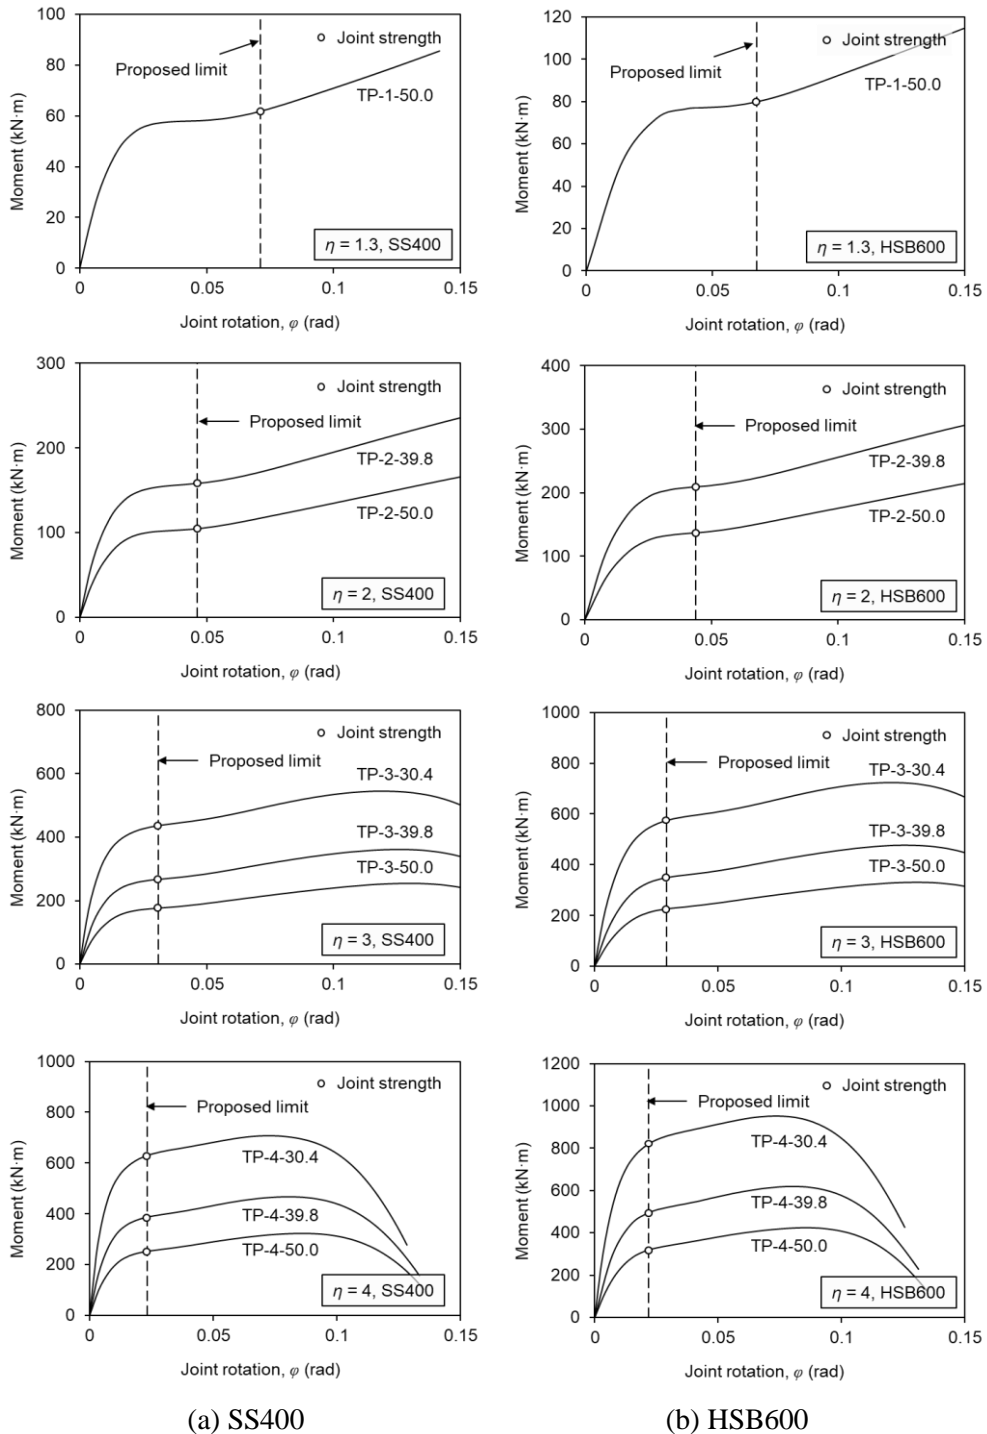 100
80
60
40
20
0
Moment (kN·m)
Joint strength
Proposed limit
TP-1-50.0
η = 1.3, SS400
0
0.05
0.1
0.15
Joint rotation, φ (rad)
120
100
80
60
40
20
0
Moment (kN·m)
Joint strength
Proposed limit
TP-1-50.0
η = 1.3, HSB600
0
0.05
0.1
0.15
Joint rotation, φ (rad)
300
200
100
0
Moment (kN·m)
Joint strength
Proposed limit
TP-2-39.8
TP-2-50.0
η = 2, SS400
0
0.05
0.1
0.15
Joint rotation, φ (rad)
400
300
200
100
0
Moment (kN·m)
Joint strength
Proposed limit
TP-2-39.8
TP-2-50.0
η = 2, HSB600
0
0.05
0.1
0.15
Joint rotation, φ (rad)
800
600
400
200
0
Moment (kN·m)
Joint strength
Proposed limit
TP-3-30.4
TP-3-39.8
TP-3-50.0
η = 3, SS400
0
0.05
0.1
0.15
Joint rotation, φ (rad)
1000
800
600
400
200
0
Moment (kN·m)
Joint strength
Proposed limit
TP-3-30.4
TP-3-39.8
TP-3-50.0
η = 3, HSB600
0
0.05
0.1
0.15
Joint rotation, φ (rad)
1000
800
600
400
200
0
Moment (kN·m)
Joint strength
Proposed limit
TP-4-30.4
TP-4-39.8
TP-4-50.0
η = 4, SS400
0
0.05
0.1
0.15
Joint rotation, φ (rad)
1200
1000
800
600
400
200
0
Moment (kN·m)
Joint strength
Proposed limit
TP-4-30.4
TP-4-39.8
TP-4-50.0
η = 4, HSB600
0
0.05
0.1
0.15
Joint rotation, φ (rad)
(a) SS400
(b) HSB600